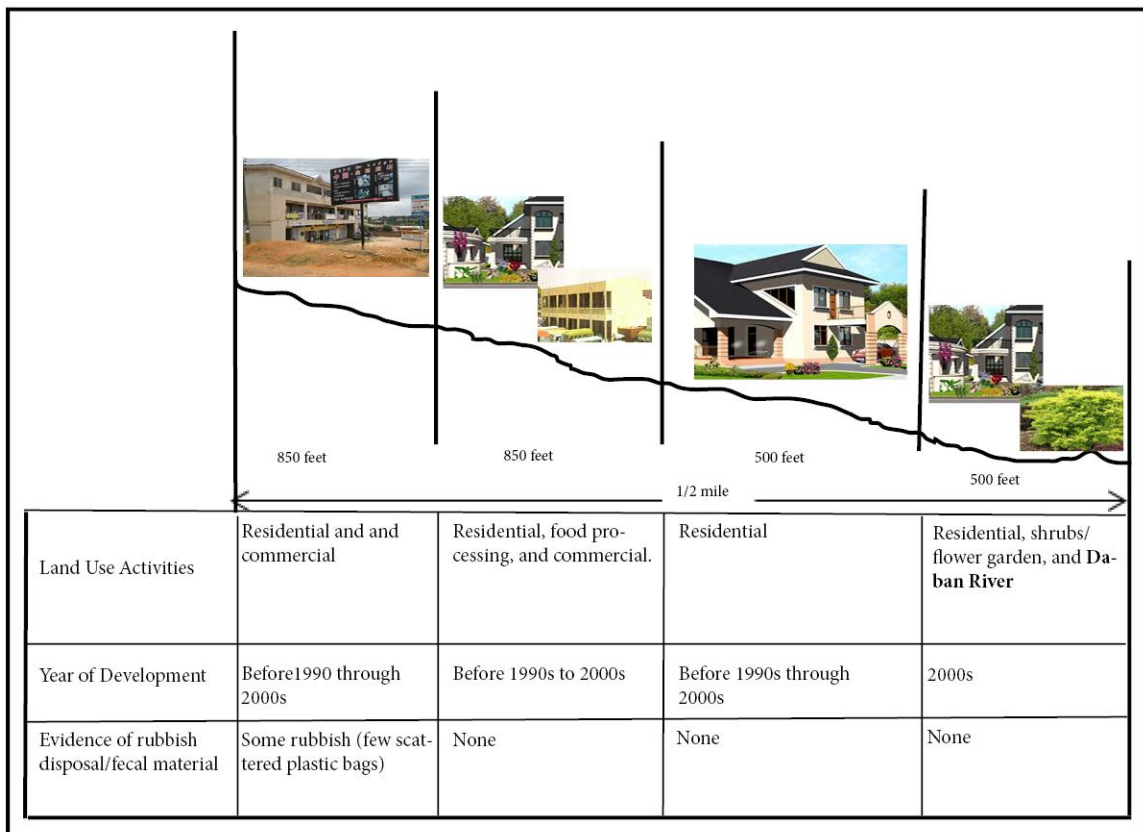 850 feet
850 feet
500 feet
500 feet
1/2 mile
Land Use Activities
Residential and and
commercial
Residential, food pro-
cessing, and commercial.
Residential
Residential, shrubs/
flower garden, and Da-
ban River
Year of Development
Before1990 through
2000s
Before 1990s to 2000s
Before 1990s through
2000s
2000s
Evidence of rubbish
disposal/fecal material
Some rubbish (few scat-
tered plastic bags)
None
None
None